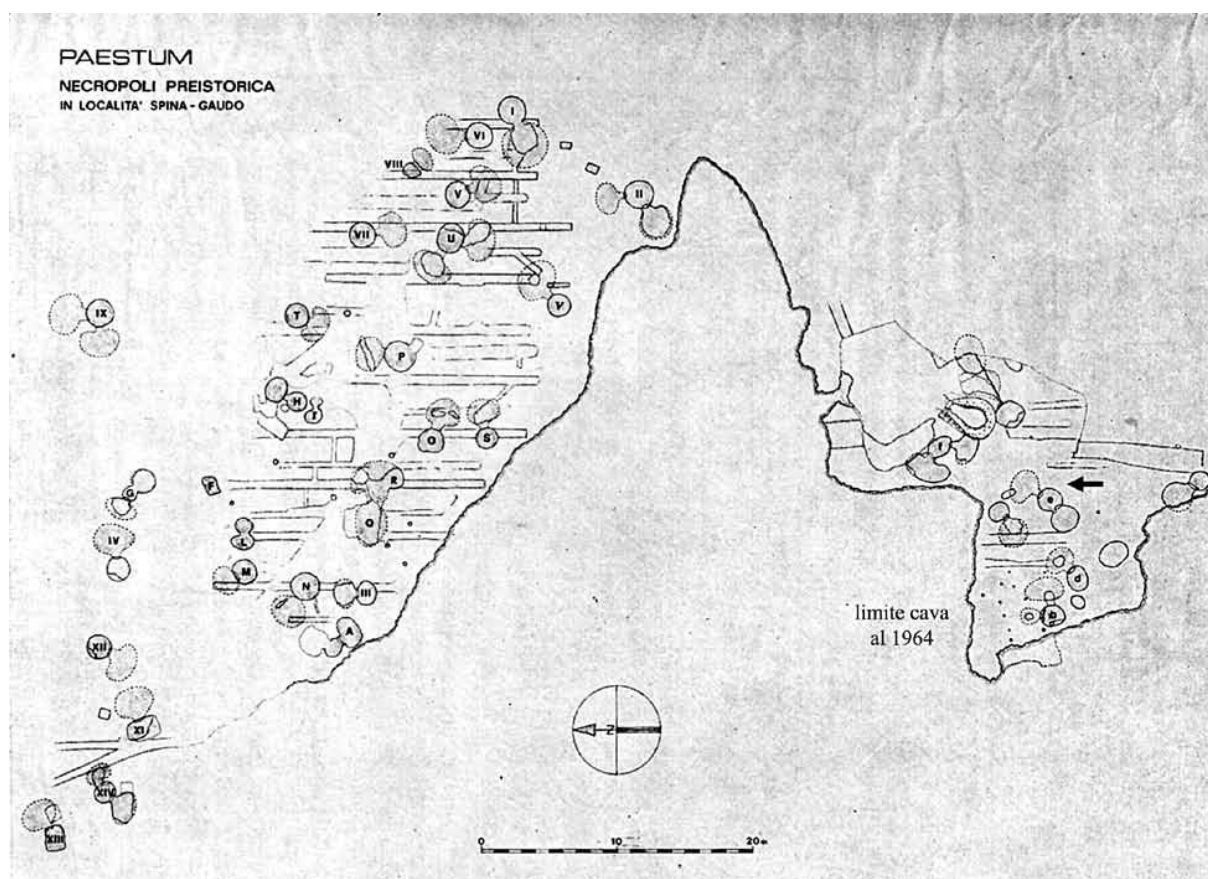 PAESTUM
NECROPOLI PREISTORICA
IN LOCALITA' SPINA-GAUDO
I
VI
VIII
V
II
VII
U
IX
T
V
P
H
I
Q
S
R
F
G
O
IV
L
M
N
III
A
XII
XI
XIV
XIII
f
e
d
b
limite cava
al 1964
N
0 10 20 m